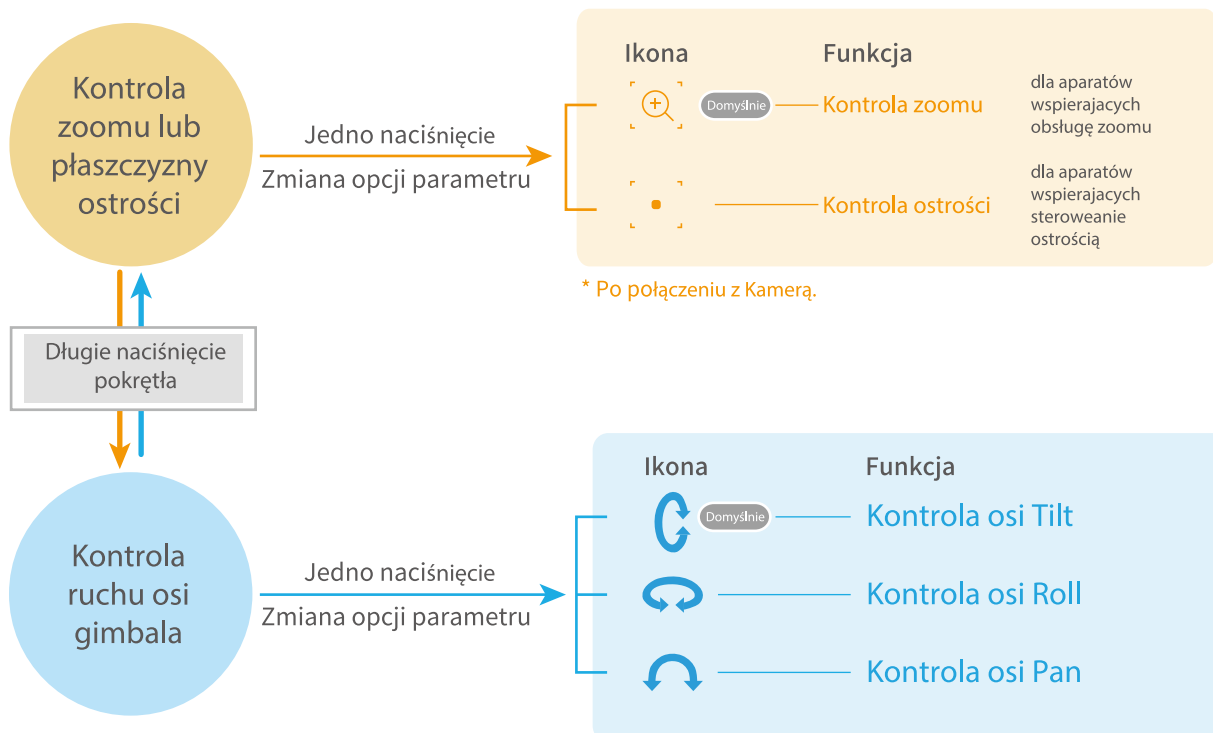 Kontrola
zoomu lub
płaszczyzny
ostrości
Jedno naciśnięcie
Zmiana opcji parametru
Ikona
Funkcja
Domyślnie
Kontrola zoomu
dla aparatów
wspierajacych
obsługę zoomu
Kontrola ostrości
dla aparatów
wspierajacych
steroweanie
ostrością
* Po połączeniu z Kamerą.
Długie naciśnięcie
pokrętła
Kontrola
ruchu osi
gimbala
Jedno naciśnięcie
Zmiana opcji parametru
Ikona
Funkcja
Domyślnie
Kontrola osi Tilt
Kontrola osi Roll
Kontrola osi Pan